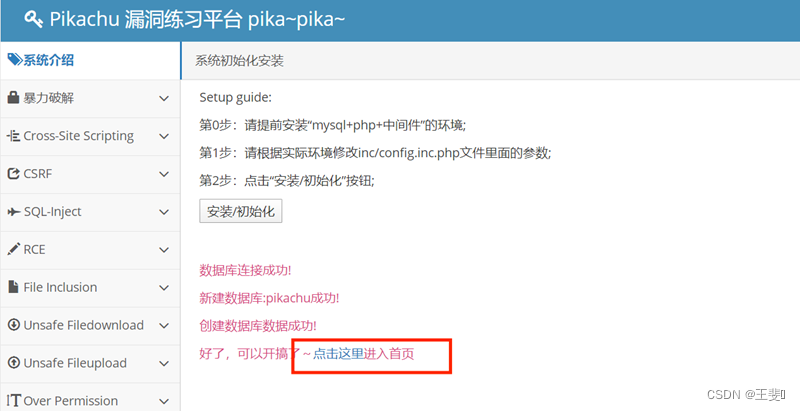 Pikachu 漏洞练习平台 pika~pika~
系统介绍
系统初始化安装
暴力破解
Cross-Site Scripting
CSRF
SQL-Inject
RCE
File Inclusion
Unsafe Filedownload
Unsafe Fileupload
Over Permission
Setup guide:
第0步：请提前安装“mysql+php+中间件”的环境;
第1步：请根据实际环境修改inc/config.inc.php文件里面的参数;
第2步：点击“安装/初始化”按钮;
安装/初始化
数据库连接成功!
新建数据库:pikachu成功!
创建数据库数据成功!
好了，可以开搞了～点击这里进入首页
CSDN @王斐